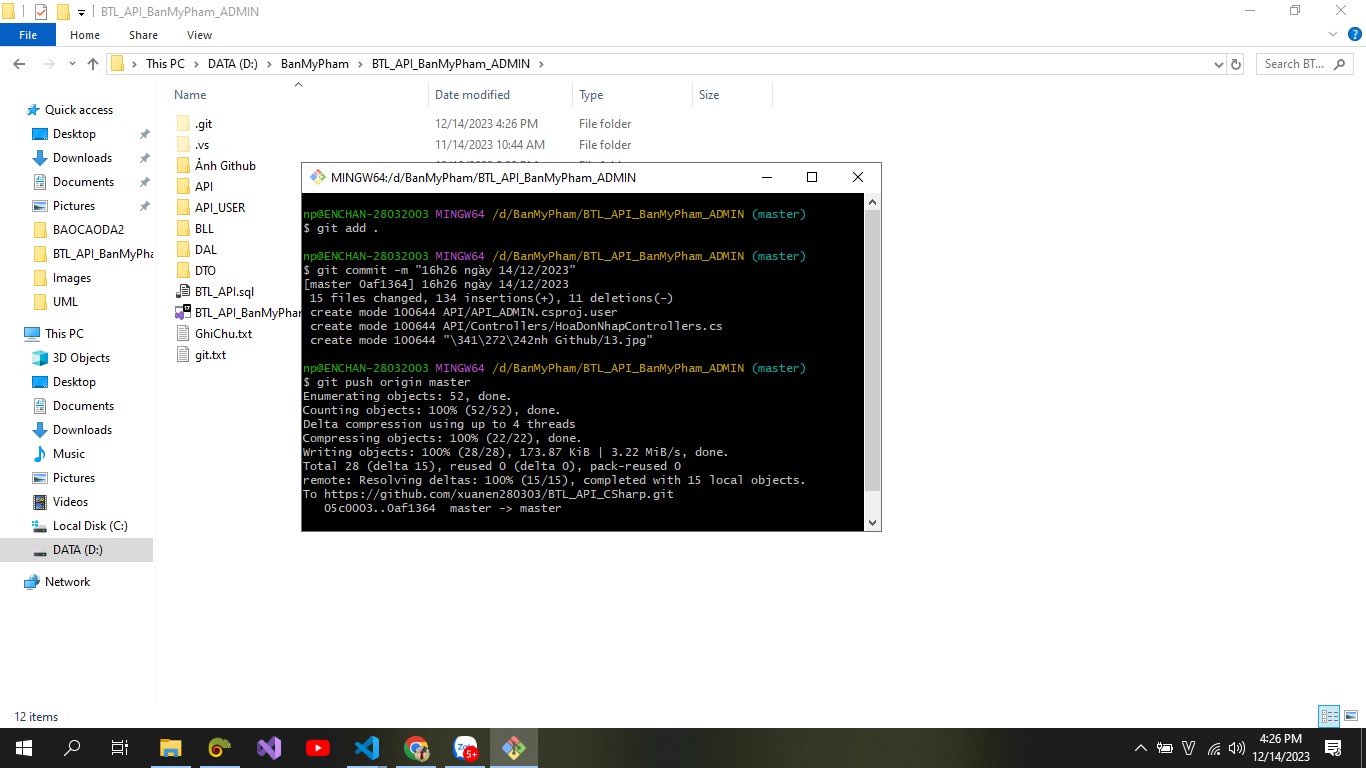 BTL_API_BanMyPham_ADMIN
File Home Share View
This PC DATA (D:) BanMyPham BTL_API_BanMyPham_ADMIN
Search BT...
Name Date modified Type Size
Quick access
Desktop
Downloads
Documents
Pictures
BAOCAODA2
BTL_API_BanMyPha
Images
UML
This PC
3D Objects
Desktop
Documents
Downloads
Music
Pictures
Videos
Local Disk (C:)
DATA (D:)
Network
.git 12/14/2023 4:26 PM File folder
.vs 11/14/2023 10:44 AM File folder
Ảnh Github
API
API_USER
BLL
DAL
DTO
BTL_API.sql
BTL_API_BanMyPhar
GhiChu.txt
git.txt
MINGW64:/d/BanMyPham/BTL_API_BanMyPham_ADMIN
np@ENCHAN-28032003 MINGW64 /d/BanMyPham/BTL_API_BanMyPham_ADMIN (master)
$ git add .
np@ENCHAN-28032003 MINGW64 /d/BanMyPham/BTL_API_BanMyPham_ADMIN (master)
$ git commit -m "16h26 ngày 14/12/2023"
[master 0af1364] 16h26 ngày 14/12/2023
15 files changed, 134 insertions(+), 11 deletions(-)
create mode 100644 API/API_ADMIN.csproj.user
create mode 100644 API/Controllers/HoaDonNhapControllers.cs
create mode 100644 "\341\272\242nh Github/13.jpg"
np@ENCHAN-28032003 MINGW64 /d/BanMyPham/BTL_API_BanMyPham_ADMIN (master)
$ git push origin master
Enumerating objects: 52, done.
Counting objects: 100% (52/52), done.
Delta compression using up to 4 threads
Compressing objects: 100% (22/22), done.
Writing objects: 100% (28/28), 173.87 KiB | 3.22 MiB/s, done.
Total 28 (delta 15), reused 0 (delta 0), pack-reused 0
remote: Resolving deltas: 100% (15/15), completed with 15 local objects.
To https://github.com/xuanen280303/BTL_API_CSharp.git
05c0003..0af1364 master -> master
12 items
5+
4:26 PM
12/14/2023